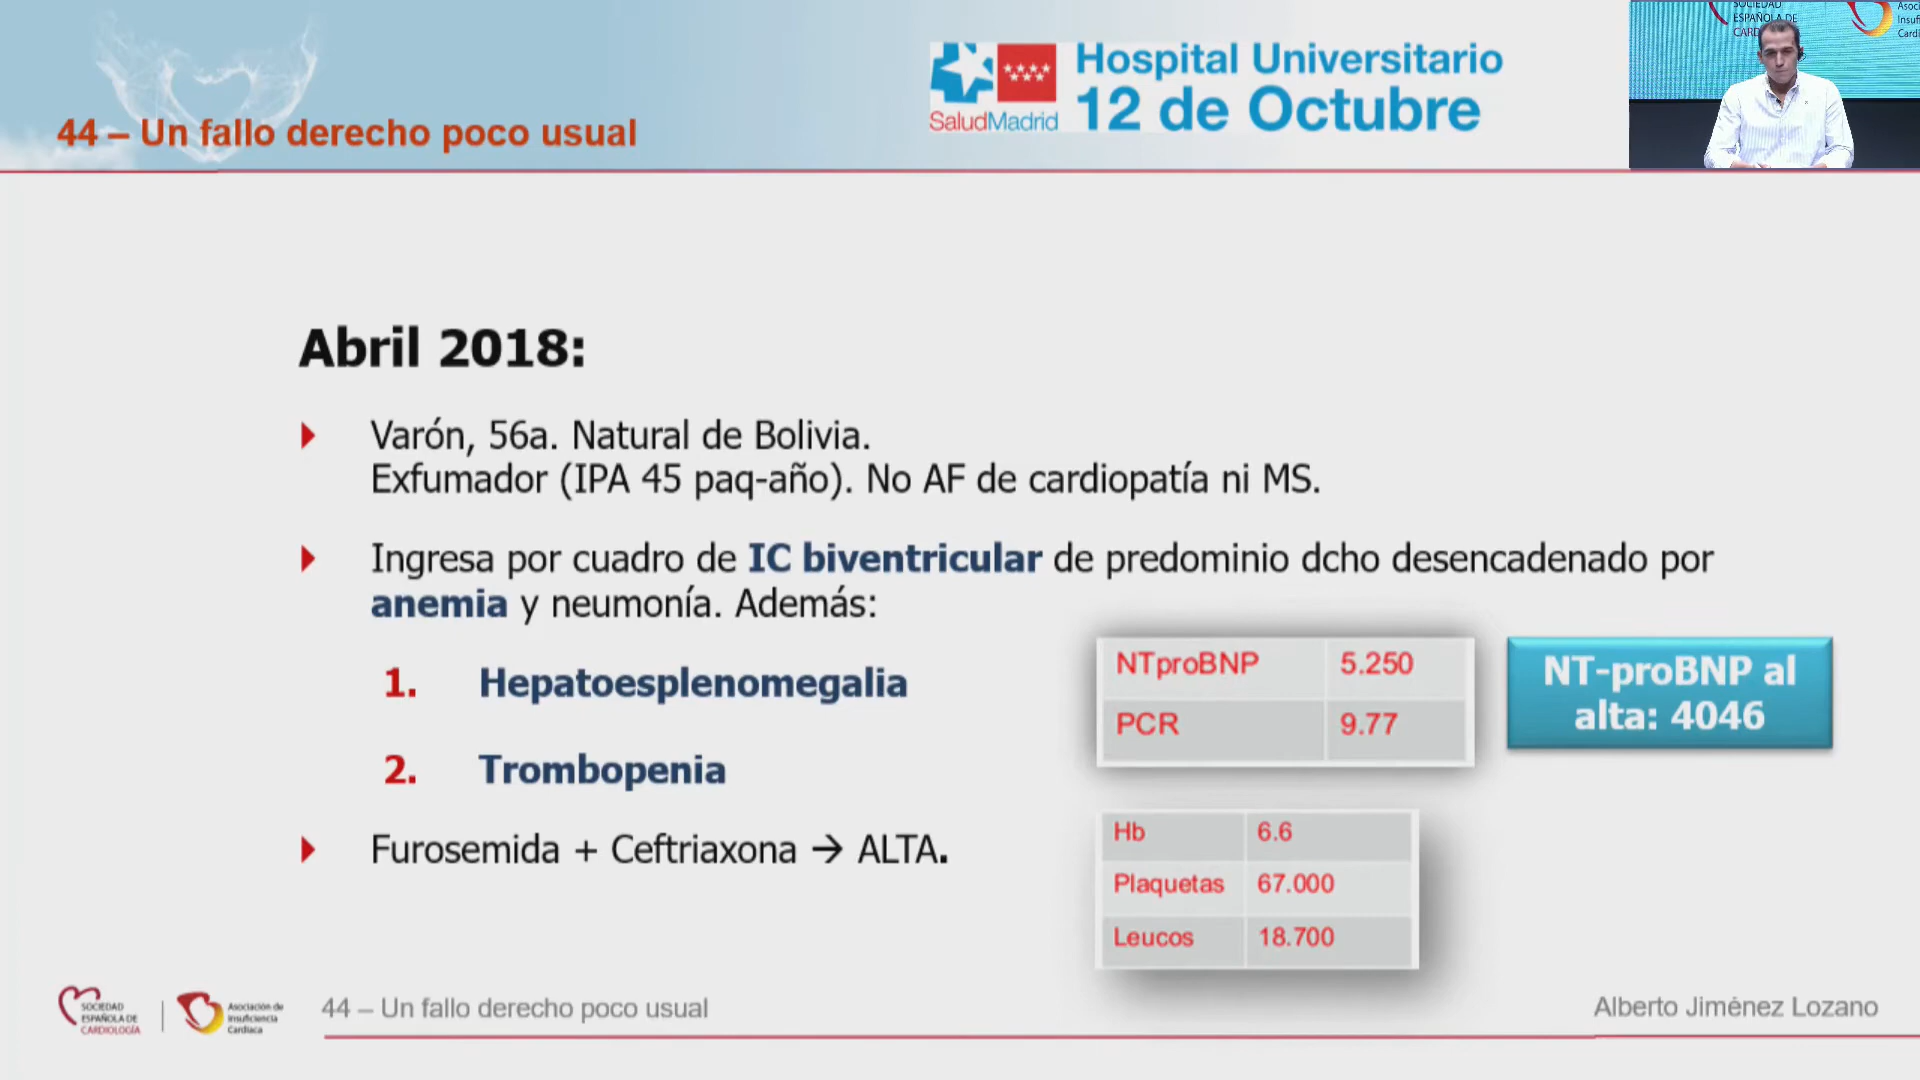 SOCIEDAD
ESPAÑOLA DE
44 – Un fallo derecho poco usual
SaludMadrid
Hospital Universitario
12 de Octubre
Abril 2018:
Varón, 56a. Natural de Bolivia.
Exfumador (IPA 45 paq-año). No AF de cardiopatía ni MS.
Ingresa por cuadro de IC biventricular de predominio dcho desencadenado por
anemia y neumonía. Además:
1. Hepatoesplenomegalia
2. Trombopenia
Furosemida + Ceftriaxona → ALTA.
NTproBNP 5.250
PCR 9.77
NT-proBNP al
alta: 4046
Hb 6.6
Plaquetas 67.000
Leucos 18.700
SOCIEDAD
ESPAÑOLA DE
CARDIOLOGÍA
Asociación de
Insuficiencia
Cardiaca
44 – Un fallo derecho poco usual
Alberto Jiménez Lozano